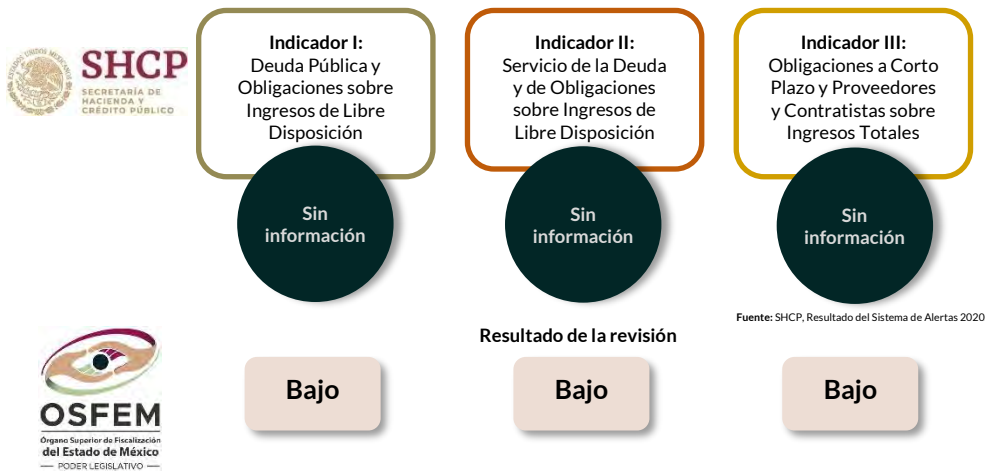 ESTADOS UNIDOS MEXICANOS
SHCP
SECRETARÍA DE
HACIENDA Y
CRÉDITO PÚBLICO
Indicador I:
Deuda Pública y
Obligaciones sobre
Ingresos de Libre
Disposición
Sin
información
Indicador II:
Servicio de la Deuda
y de Obligaciones
sobre Ingresos de
Libre Disposición
Sin
información
Indicador III:
Obligaciones a Corto
Plazo y Proveedores
y Contratistas sobre
Ingresos Totales
Sin
información
Fuente: SHCP, Resultado del Sistema de Alertas 2020
Resultado de la revisión
OSFEM
Órgano Superior de Fiscalización
del Estado de México
PODER LEGISLATIVO
Bajo
Bajo
Bajo